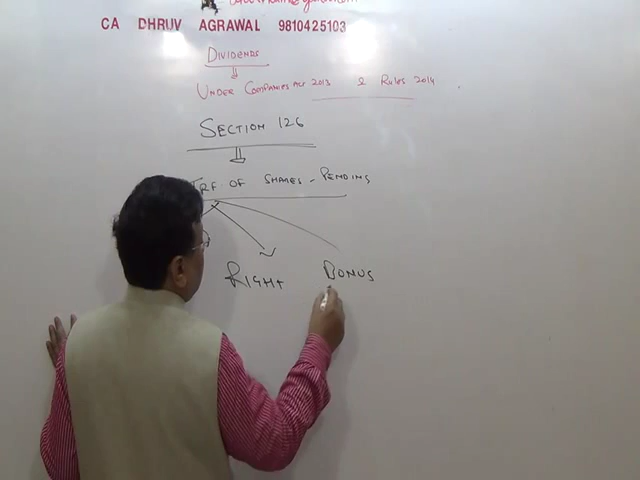 CA DHRUV AGRAWAL 9810425103
DIVIDENDS
UNDER COMPANIES ACT 2013 & RULES 2014
SECTION 126
TRF. OF SHARES - PENDING
RIGHT BONUS